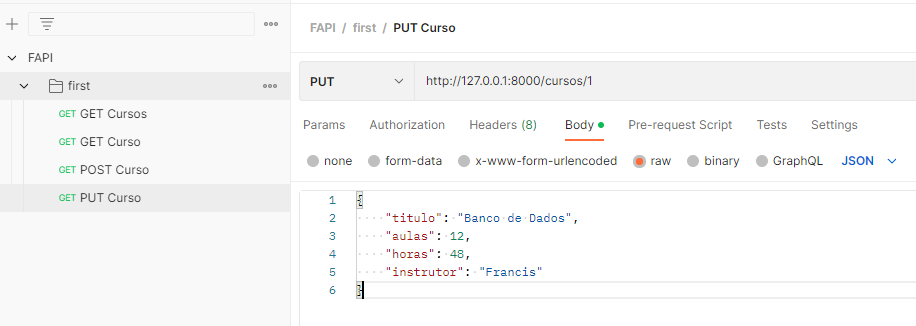 FAPI
first
GET GET Cursos
GET GET Curso
GET POST Curso
GET PUT Curso
FAPI / first / PUT Curso
PUT http://127.0.0.1:8000/cursos/1
Params Authorization Headers (8) Body Pre-request Script Tests Settings
none form-data x-www-form-urlencoded raw binary GraphQL JSON
1 {
2 "titulo": "Banco de Dados",
3 "aulas": 12,
4 "horas": 48,
5 "instrutor": "Francis"
6 }